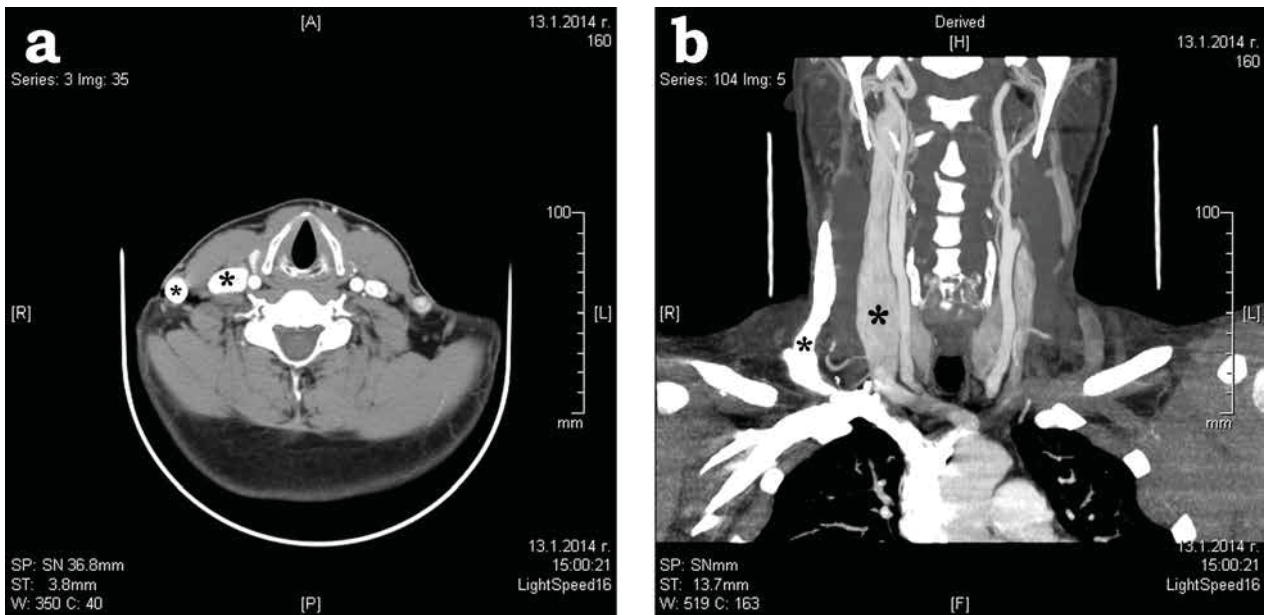 a
[A]
13.1.2014 г.
160
Series: 3 Img: 35
100
[R]
[L]
mm
13.1.2014 г.
SP: SN 36.8mm
15:00:21
ST: 3.8mm
LightSpeed16
W: 350 C: 40
[P]
b
Derived
[H]
13.1.2014 г.
160
Series: 104 Img: 5
100
[R]
[L]
mm
13.1.2014 г.
SP: SNmm
15:00:21
ST: 13.7mm
LightSpeed16
W: 519 C: 163
[F]